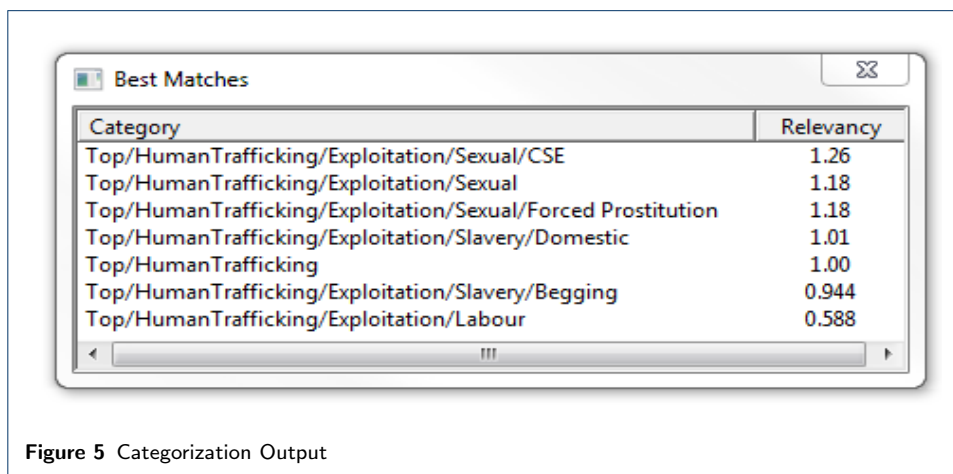 Best Matches
Category Relevancy
Top/HumanTrafficking/Exploitation/Sexual/CSE 1.26
Top/HumanTrafficking/Exploitation/Sexual 1.18
Top/HumanTrafficking/Exploitation/Sexual/Forced Prostitution 1.18
Top/HumanTrafficking/Exploitation/Slavery/Domestic 1.01
Top/HumanTrafficking 1.00
Top/HumanTrafficking/Exploitation/Slavery/Begging 0.944
Top/HumanTrafficking/Exploitation/Labour 0.588
Figure 5 Categorization Output